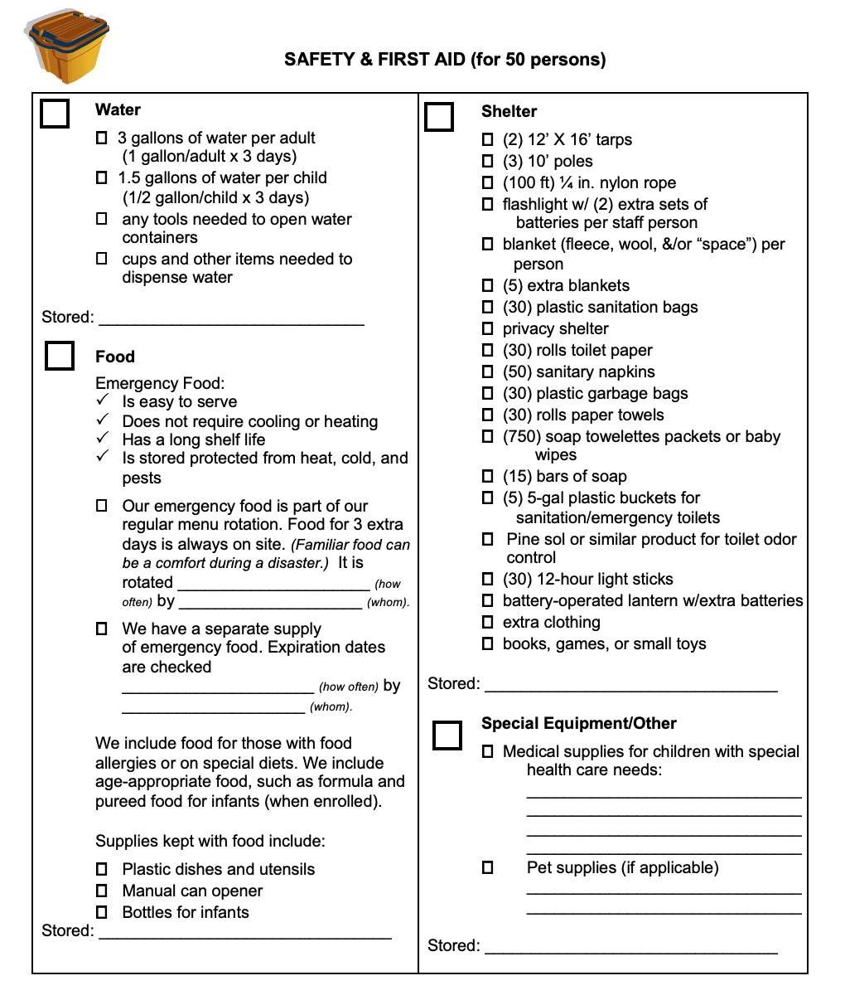 SAFETY & FIRST AID (for 50 persons)
Water
3 gallons of water per adult
(1 gallon/adult x 3 days)
1.5 gallons of water per child
(1/2 gallon/child x 3 days)
any tools needed to open water
containers
cups and other items needed to
dispense water
Stored: _____________________________
Food
Emergency Food:
✓ Is easy to serve
✓ Does not require cooling or heating
✓ Has a long shelf life
✓ Is stored protected from heat, cold, and
pests
Our emergency food is part of our
regular menu rotation. Food for 3 extra
days is always on site. (Familiar food can
be a comfort during a disaster.) It is
rotated _____________________ (how
often) by ____________________ (whom).
We have a separate supply
of emergency food. Expiration dates
are checked
_____________________ (how often) by
____________________ (whom).
We include food for those with food
allergies or on special diets. We include
age-appropriate food, such as formula and
pureed food for infants (when enrolled).
Supplies kept with food include:
Plastic dishes and utensils
Manual can opener
Bottles for infants
Stored: ________________________________
Shelter
(2) 12’ X 16’ tarps
(3) 10’ poles
(100 ft) ¼ in. nylon rope
flashlight w/ (2) extra sets of
batteries per staff person
blanket (fleece, wool, &/or “space”) per
person
(5) extra blankets
(30) plastic sanitation bags
privacy shelter
(30) rolls toilet paper
(50) sanitary napkins
(30) plastic garbage bags
(30) rolls paper towels
(750) soap towelettes packets or baby
wipes
(15) bars of soap
(5) 5-gal plastic buckets for
sanitation/emergency toilets
Pine sol or similar product for toilet odor
control
(30) 12-hour light sticks
battery-operated lantern w/extra batteries
extra clothing
books, games, or small toys
Stored: ________________________________
Special Equipment/Other
Medical supplies for children with special
health care needs:
______________________________
______________________________
______________________________
______________________________
Pet supplies (if applicable)
______________________________
______________________________
Stored: ________________________________